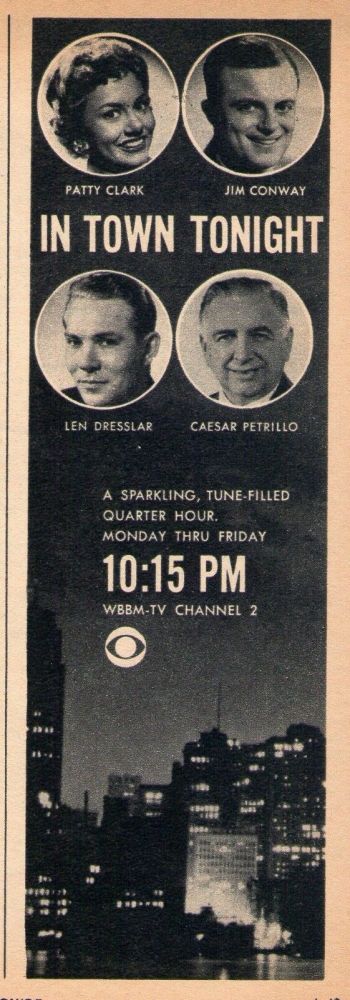 PATTY CLARK JIM CONWAY
IN TOWN TONIGHT
LEN DRESSLAR CAESAR PETRILLO
A SPARKLING, TUNE-FILLED
QUARTER HOUR.
MONDAY THRU FRIDAY
10:15 PM
WBBM-TV CHANNEL 2